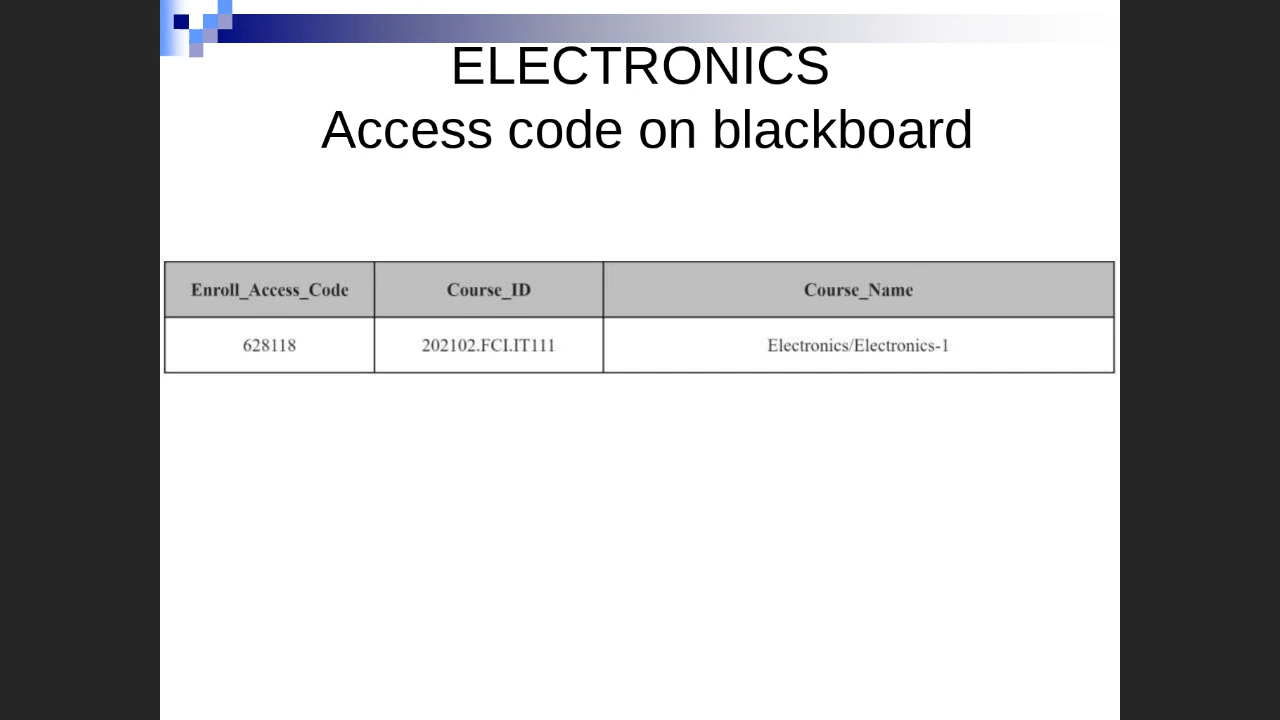 ELECTRONICS
Access code on blackboard
Enroll_Access_Code Course_ID Course_Name
628118 202102.FCI.IT111 Electronics/Electronics-1